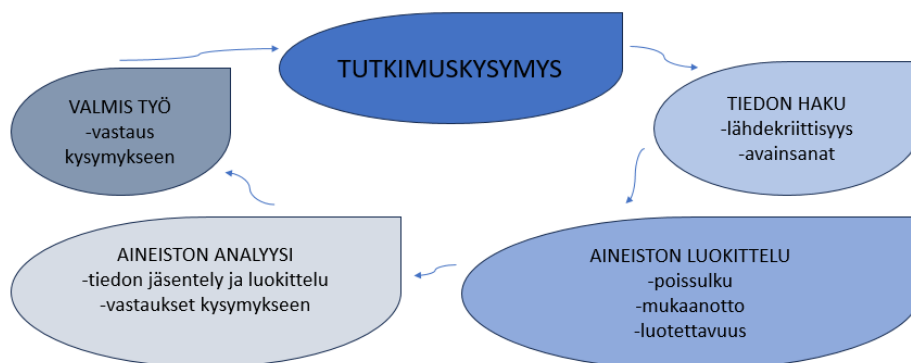 TUTKIMUSKYSYMYS
TIEDON HAKU
-lähdekriittisyys
-avainsanat
AINEISTON LUOKITTELU
-poissulku
-mukaanotto
-luotettavuus
AINEISTON ANALYYSI
-tiedon jäsentely ja luokittelu
-vastaukset kysymykseen
VALMIS TYÖ
-vastaus
kysymykseen